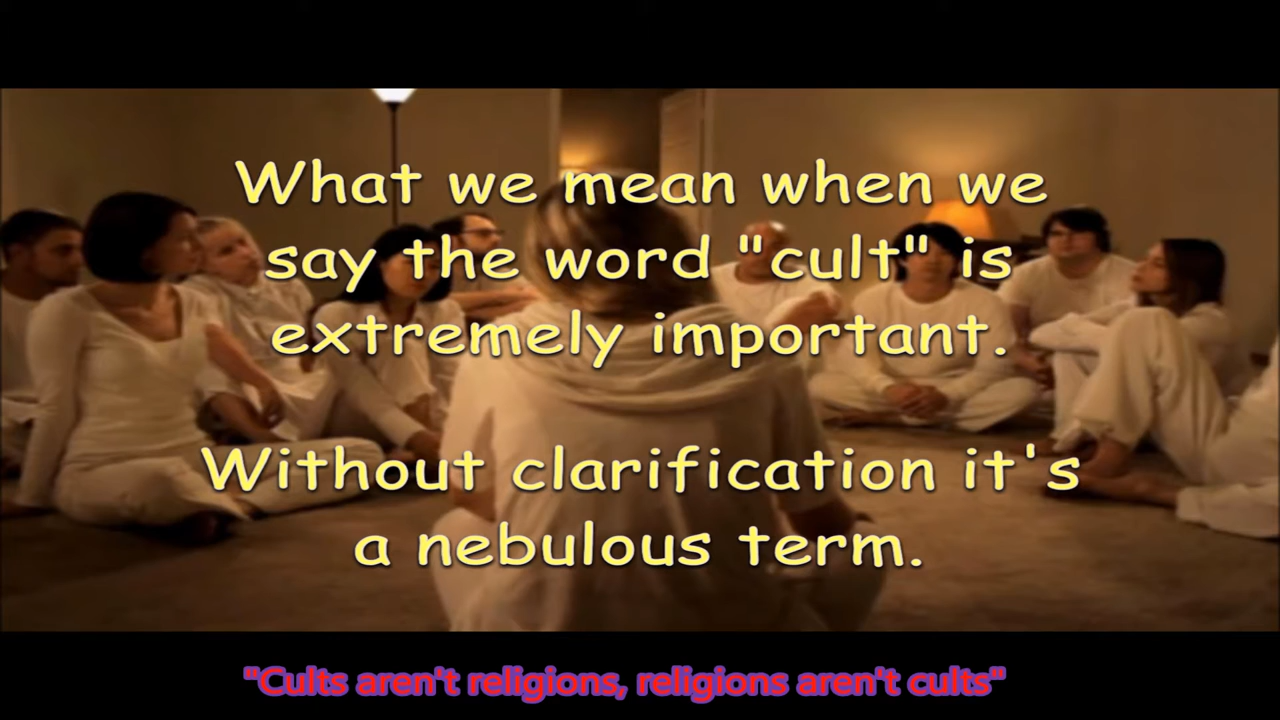 What we mean when we
say the word "cult" is
extremely important.
Without clarification it's
a nebulous term.
"Cults aren't religions, religions aren't cults"